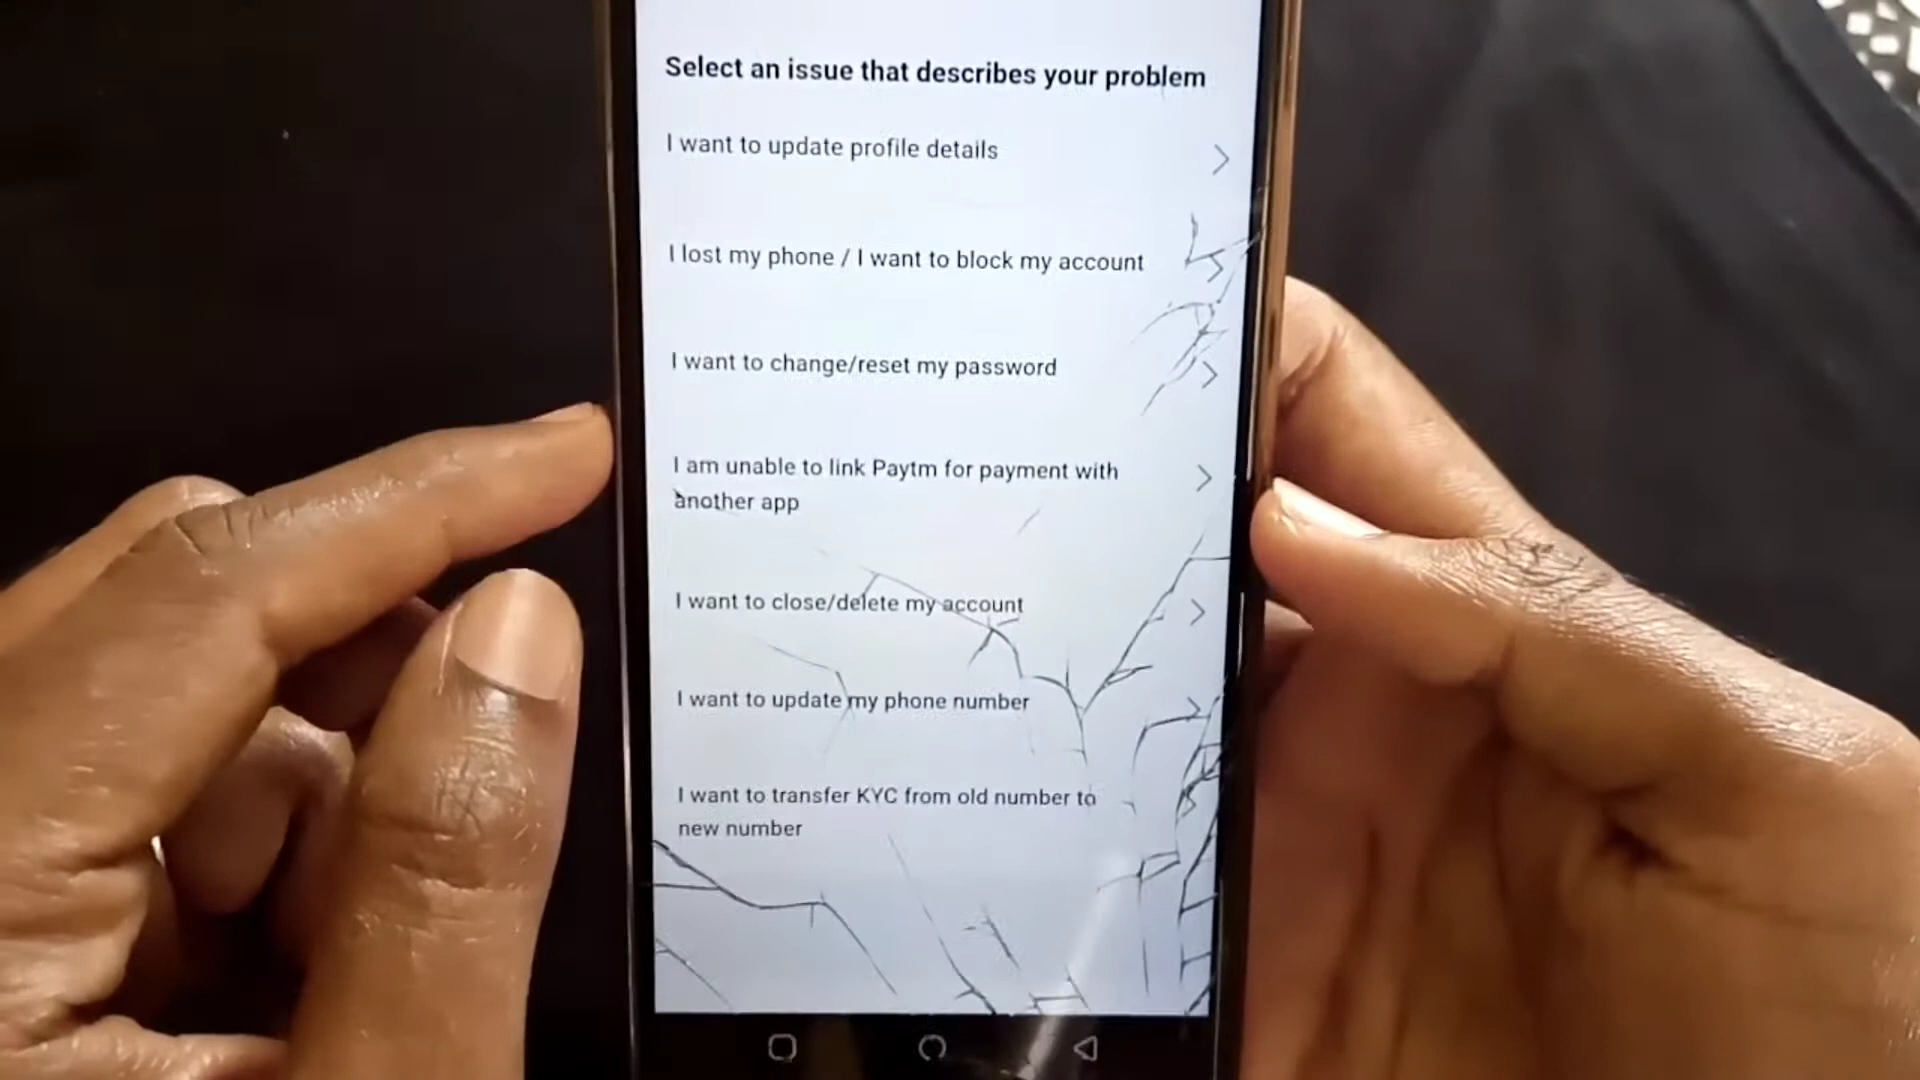 Select an issue that describes your problem
I want to update profile details
I lost my phone / I want to block my account
I want to change/reset my password
I am unable to link Paytm for payment with
another app
I want to close/delete my account
I want to update my phone number
I want to transfer KYC from old number to
new number